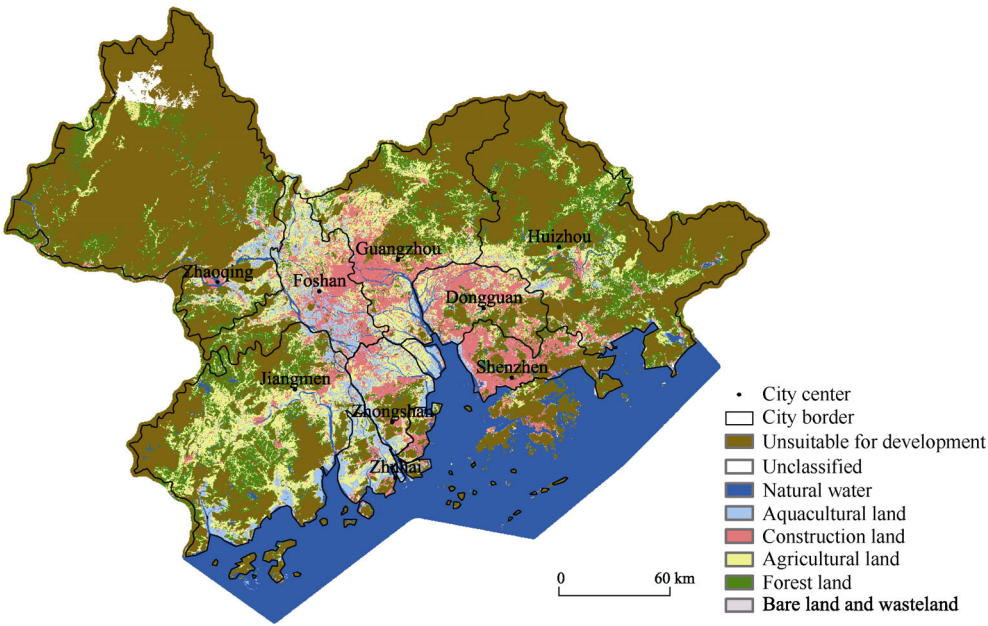 Guangzhou
Huizhou
Zhaoqing
Foshan
Dongguan
Shenzhen
Jiangmen
Zhongshan
Zhuhai
City center
City border
Unsuitable for development
Unclassified
Natural water
Aquacultural land
Construction land
Agricultural land
Forest land
Bare land and wasteland
0 60 km